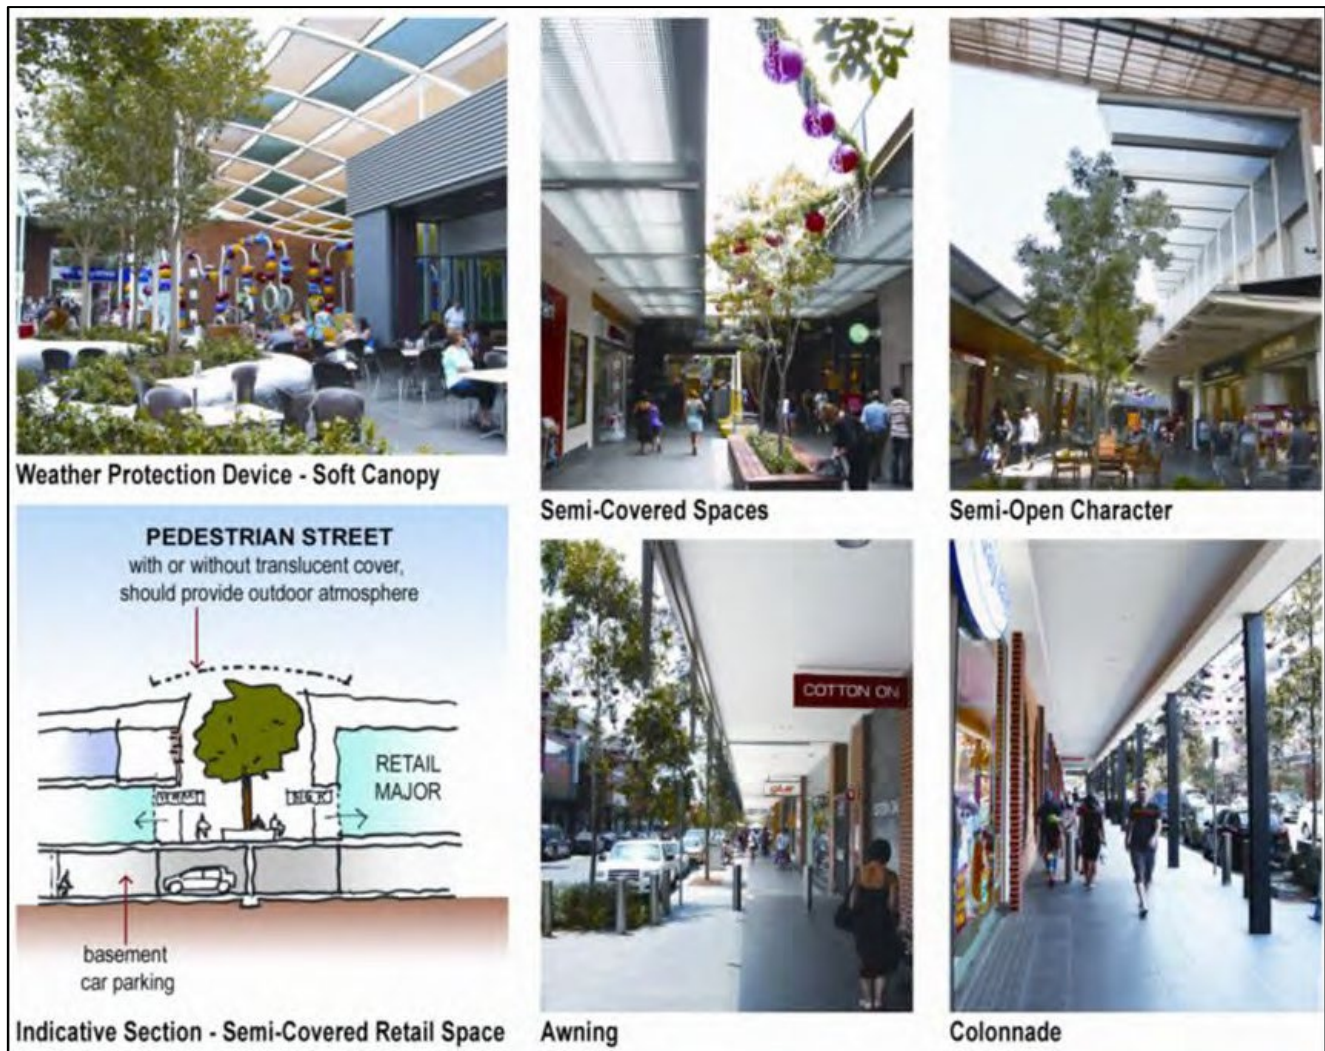 Weather Protection Device - Soft Canopy
Semi-Covered Spaces
Semi-Open Character
PEDESTRIAN STREET
with or without translucent cover,
should provide outdoor atmosphere
RETAIL
MAJOR
basement
car parking
Indicative Section - Semi-Covered Retail Space
COTTON ON
Awning
Colonnade